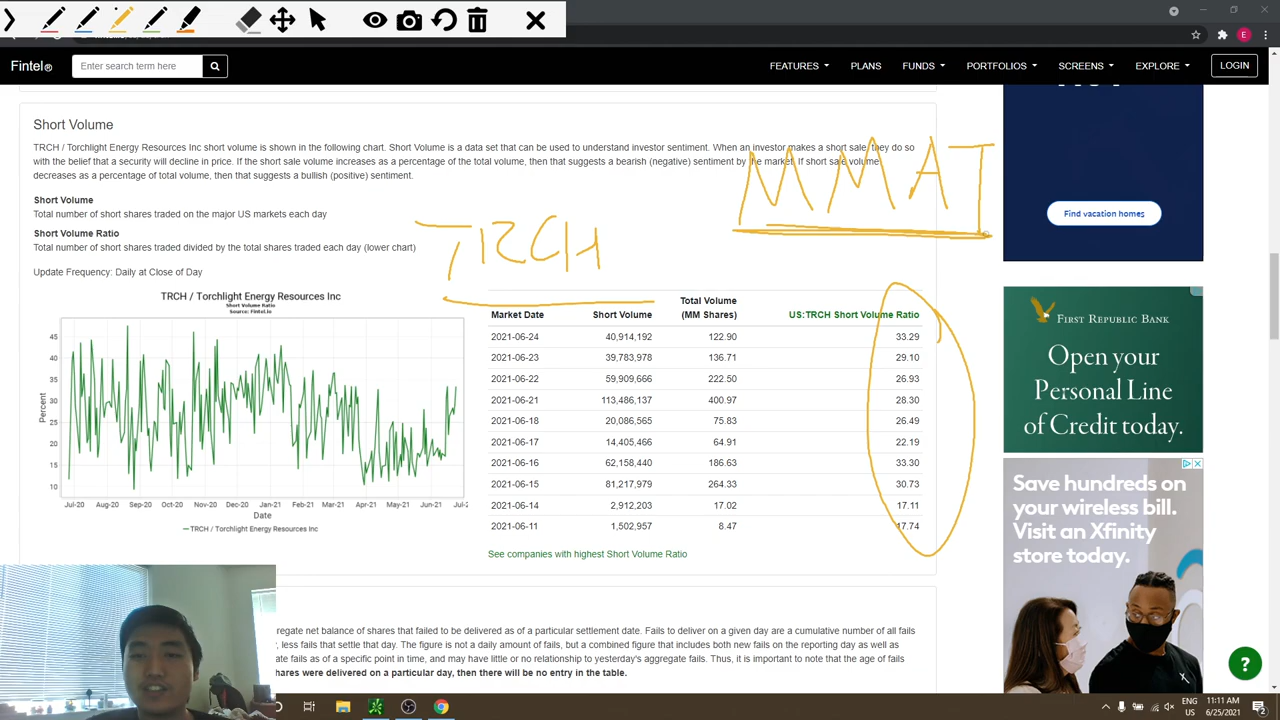 Fintel®
Enter search term here
FEATURES
PLANS
FUNDS
PORTFOLIOS
SCREENS
EXPLORE
LOGIN
Short Volume
TRCH / Torchlight Energy Resources Inc short volume is shown in the following chart. Short Volume is a data set that can be used to understand investor sentiment. When an investor makes a short sale, they do so
with the belief that a security will decline in price. If the short sale volume increases as a percentage of the total volume, then that suggests a bearish (negative) sentiment by the market. If short sale volume
decreases as a percentage of total volume, then that suggests a bullish (positive) sentiment.
MMAT
Short Volume
Total number of short shares traded on the major US markets each day
Short Volume Ratio
Total number of short shares traded divided by the total shares traded each day (lower chart)
TRCH
Update Frequency: Daily at Close of Day
TRCH / Torchlight Energy Resources Inc
Short Volume Ratio
Source: Fintel.io
Percent
45
40
35
30
25
20
15
10
Jul-20 Aug-20 Sep-20 Oct-20 Nov-20 Dec-20 Jan-21 Feb-21 Mar-21 Apr-21 May-21 Jun-21 Jul-2
Date
TRCH / Torchlight Energy Resources Inc
Market Date Short Volume Total Volume (MM Shares) US:TRCH Short Volume Ratio
2021-06-24 40,914,192 122.90 33.29
2021-06-23 39,783,978 136.71 29.10
2021-06-22 59,909,666 222.50 26.93
2021-06-21 113,486,137 400.97 28.30
2021-06-18 20,086,565 75.83 26.49
2021-06-17 14,405,466 64.91 22.19
2021-06-16 62,158,440 186.63 33.30
2021-06-15 81,217,979 264.33 30.73
2021-06-14 2,912,203 17.02 17.11
2021-06-11 1,502,957 8.47 17.74
See companies with highest Short Volume Ratio
regate net balance of shares that failed to be delivered as of a particular settlement date. Fails to deliver on a given day are a cumulative number of all fails
, less fails that settle that day. The figure is not a daily amount of fails, but a combined figure that includes both new fails on the reporting day as well as
ate fails as of a specific point in time, and may have little or no relationship to yesterday's aggregate fails. Thus, it is important to note that the age of fails
hares were delivered on a particular day, then there will be no entry in the table.
Find vacation homes
FIRST REPUBLIC BANK
Open your
Personal Line
of Credit today.
Save hundreds on
your wireless bill.
Visit an Xfinity
store today.
?
E
ENG
US
11:11 AM
6/25/2021
2